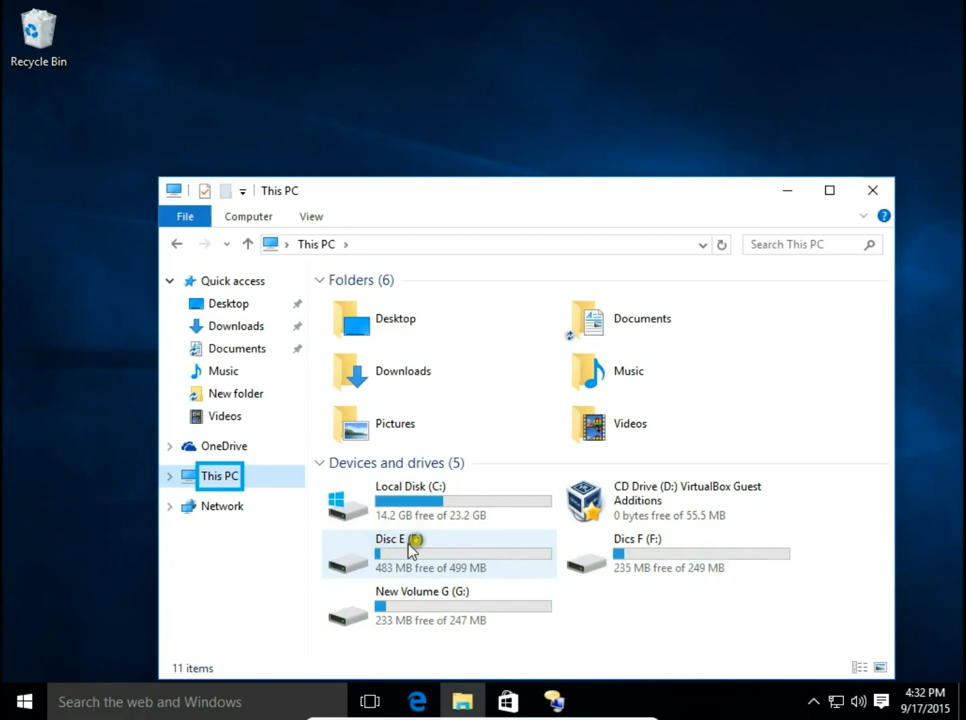 Recycle Bin
This PC
File
Computer
View
This PC
Search This PC
Quick access
Desktop
Downloads
Documents
Music
New folder
Videos
OneDrive
This PC
Network
Folders (6)
Desktop
Documents
Downloads
Music
Pictures
Videos
Devices and drives (5)
Local Disk (C:)
14.2 GB free of 23.2 GB
CD Drive (D:) VirtualBox Guest
Additions
0 bytes free of 55.5 MB
Disc E
483 MB free of 499 MB
Dics F (F:)
235 MB free of 249 MB
New Volume G (G:)
233 MB free of 247 MB
11 items
Search the web and Windows
4:32 PM
9/17/2015